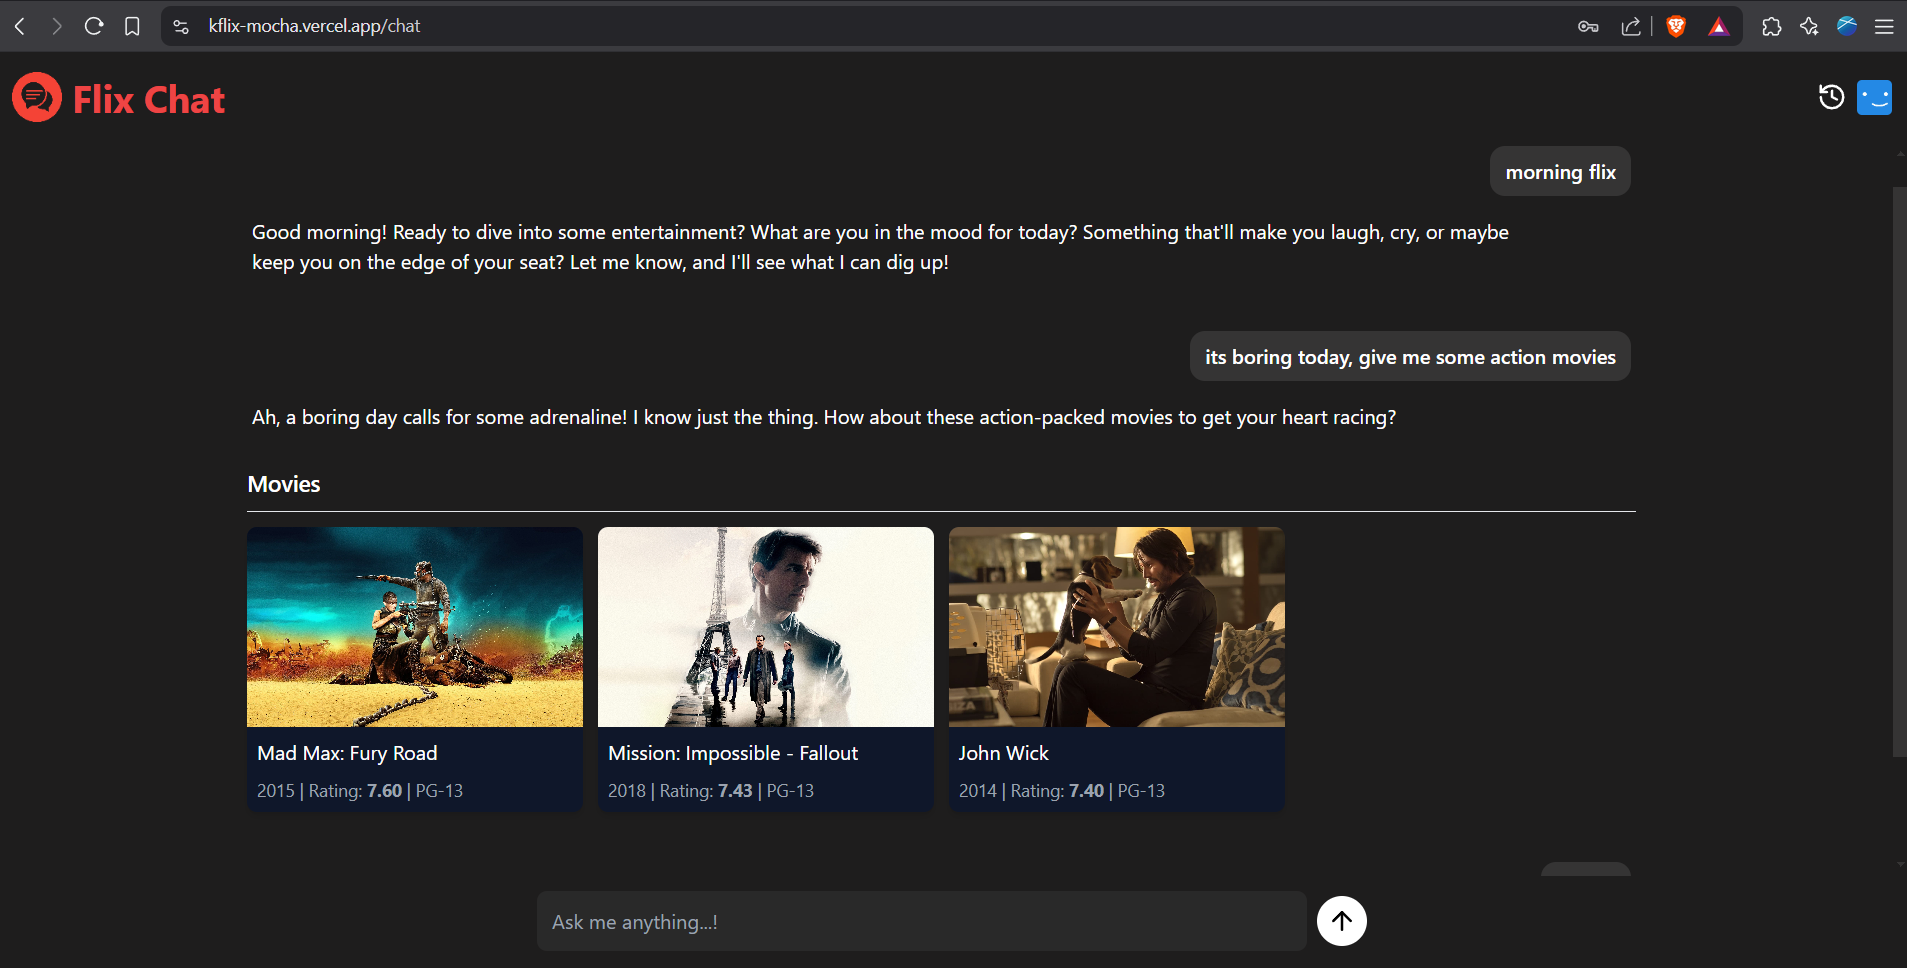 kflix-mocha.vercel.app/chat
Flix Chat
morning flix
Good morning! Ready to dive into some entertainment? What are you in the mood for today? Something that'll make you laugh, cry, or maybe
keep you on the edge of your seat? Let me know, and I'll see what I can dig up!
its boring today, give me some action movies
Ah, a boring day calls for some adrenaline! I know just the thing. How about these action-packed movies to get your heart racing?
Movies
Mad Max: Fury Road
2015 | Rating: 7.60 | PG-13
Mission: Impossible - Fallout
2018 | Rating: 7.43 | PG-13
John Wick
2014 | Rating: 7.40 | PG-13
Ask me anything...!